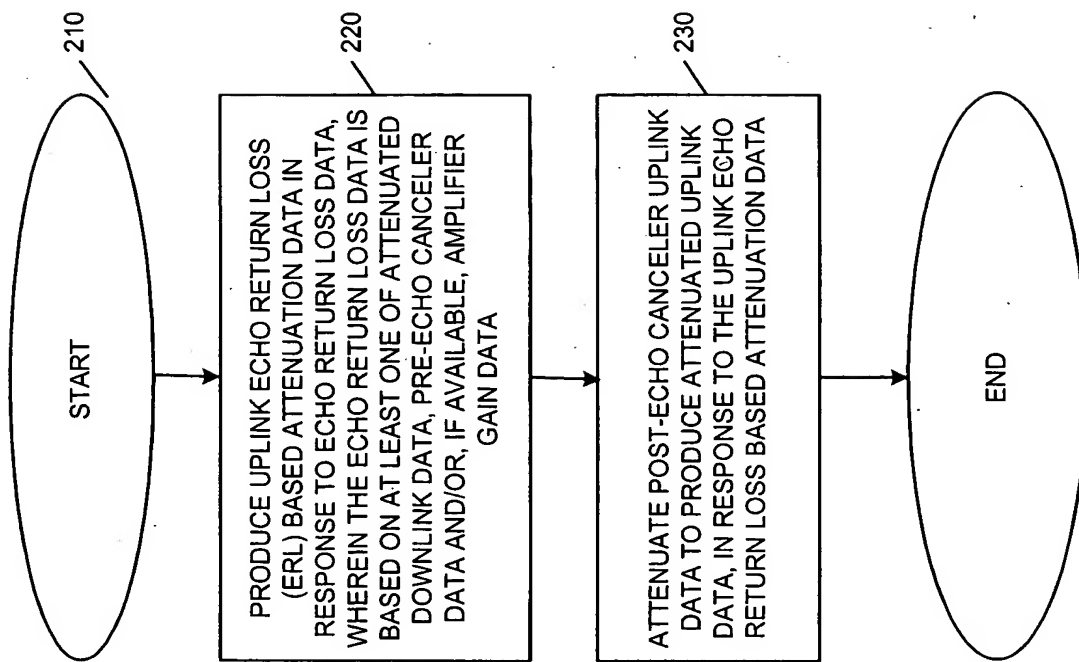 START
210
PRODUCE UPLINK ECHO RETURN LOSS
(ERL) BASED ATTENUATION DATA IN
RESPONSE TO ECHO RETURN LOSS DATA,
WHEREIN THE ECHO RETURN LOSS DATA IS
BASED ON AT LEAST ONE OF ATTENUATED
DOWNLINK DATA, PRE-ECHO CANCELER
DATA AND/OR, IF AVAILABLE, AMPLIFIER
GAIN DATA
220
ATTENUATE POST-ECHO CANCELER UPLINK
DATA TO PRODUCE ATTENUATED UPLINK
DATA, IN RESPONSE TO THE UPLINK ECHO
RETURN LOSS BASED ATTENUATION DATA
230
END